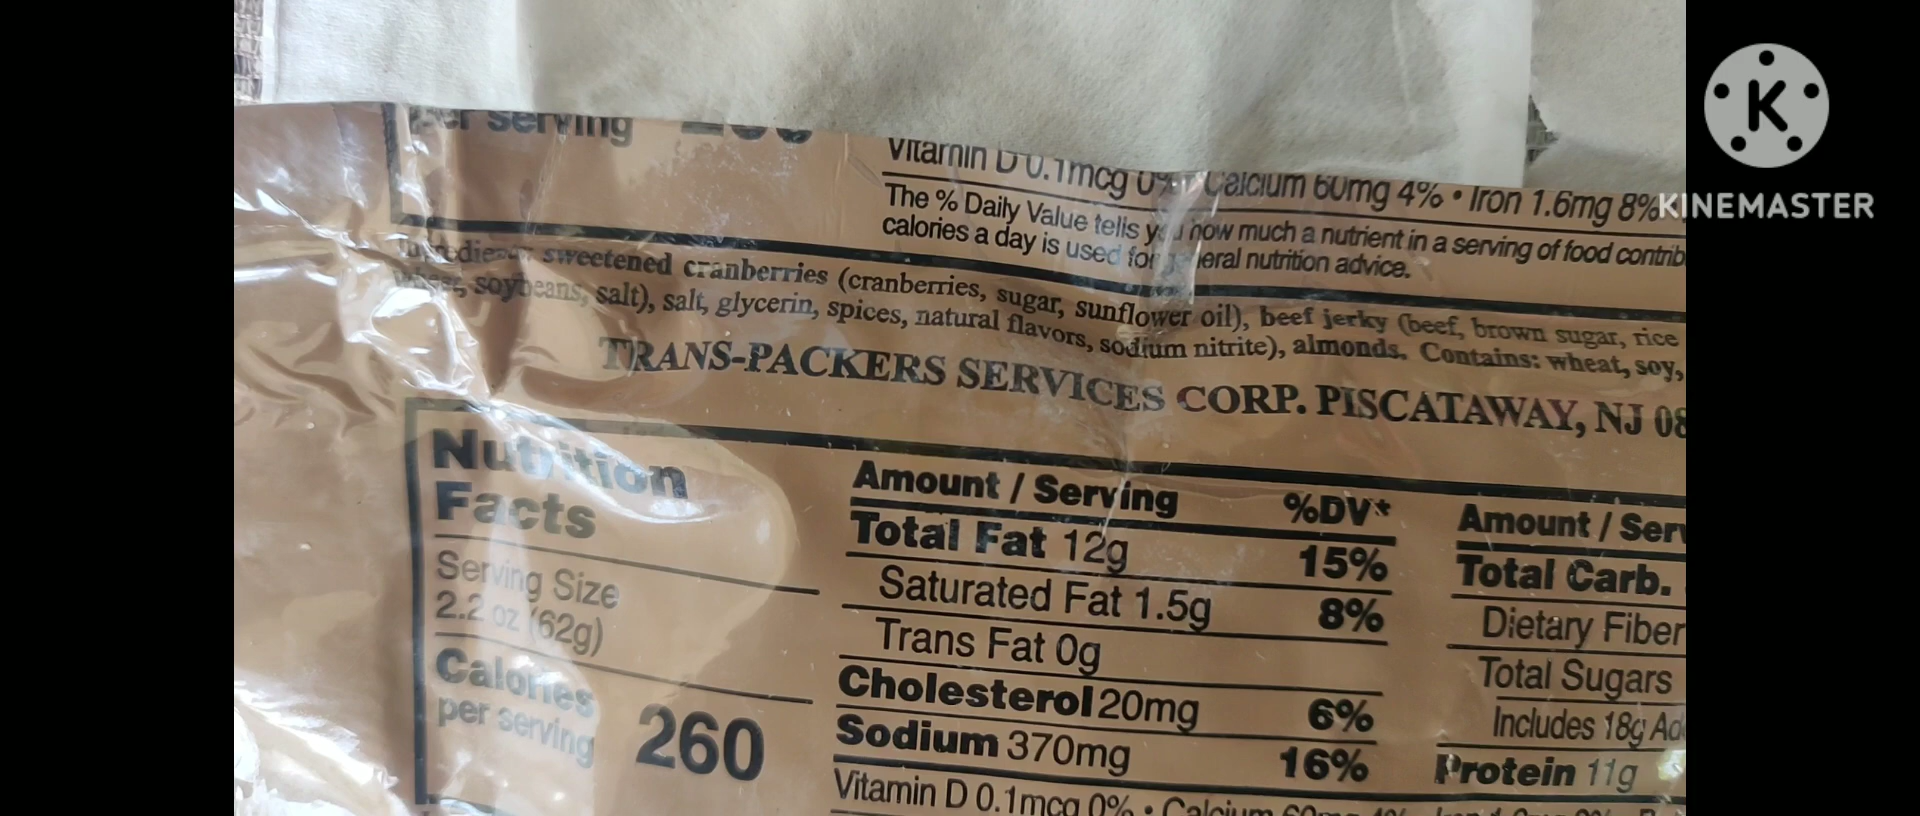 per serving
Vitamin D 0.1mcg 0% • Calcium 60mg 4% • Iron 1.6mg 8%
The % Daily Value tells you how much a nutrient in a serving of food contrib
calories a day is used for general nutrition advice.
sweetened cranberries (cranberries, sugar, sunflower oil), beef jerky (beef, brown sugar, rice
soybeans, salt), salt, glycerin, spices, natural flavors, sodium nitrite), almonds. Contains: wheat, soy,
TRANS-PACKERS SERVICES CORP. PISCATAWAY, NJ 08
Nutrition
Facts
Serving Size
2.2 oz (62g)
Calories
per serving 260
Amount / Serving %DV*
Total Fat 12g 15%
Saturated Fat 1.5g 8%
Trans Fat 0g
Cholesterol 20mg 6%
Sodium 370mg 16%
Amount / Serv
Total Carb.
Dietary Fiber
Total Sugars
Includes 18g Ad
Protein 11g
Vitamin D 0.1mcg 0% • Calcium
K
KINEMASTER